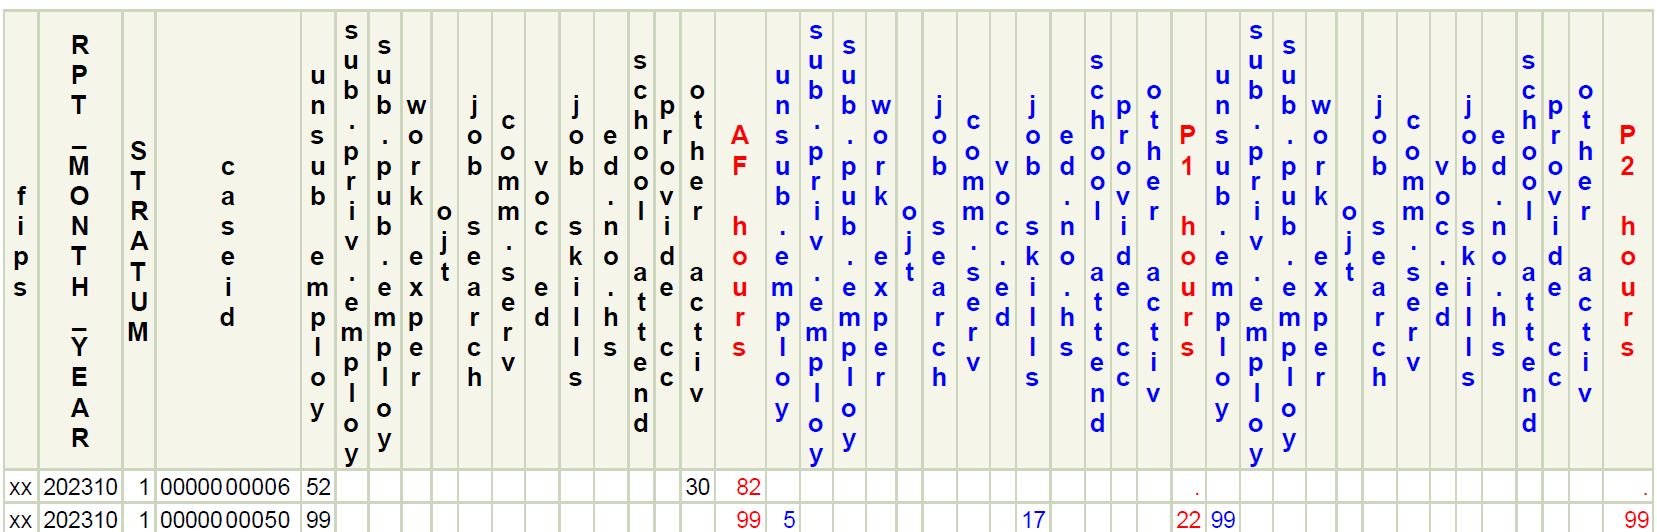 fips
RPT_MONTH_YEAR
STRATUM
caseid
unsub employ
sub.priv.employ
sub.pub.employ
work exper
ojt
job search
comm.serv
voc ed
job skills
ed.no.hs
school attend
provide cc
other activ
AF hours
unsub.employ
sub.priv.employ
sub.pub.employ
work exper
ojt
job search
comm.serv
voc.ed
job skills
ed.no.hs
school attend
provide cc
other activ
P1 hours
unsub.employ
sub.priv.employ
sub.pub.employ
work exper
ojt
job search
comm.serv
voc.ed
job skills
ed.no.hs
school attend
provide cc
other activ
P2 hours
xx 202310 1 0000000006 52 30 82 . .
xx 202310 1 0000000050 99 99 5 17 22 99 99